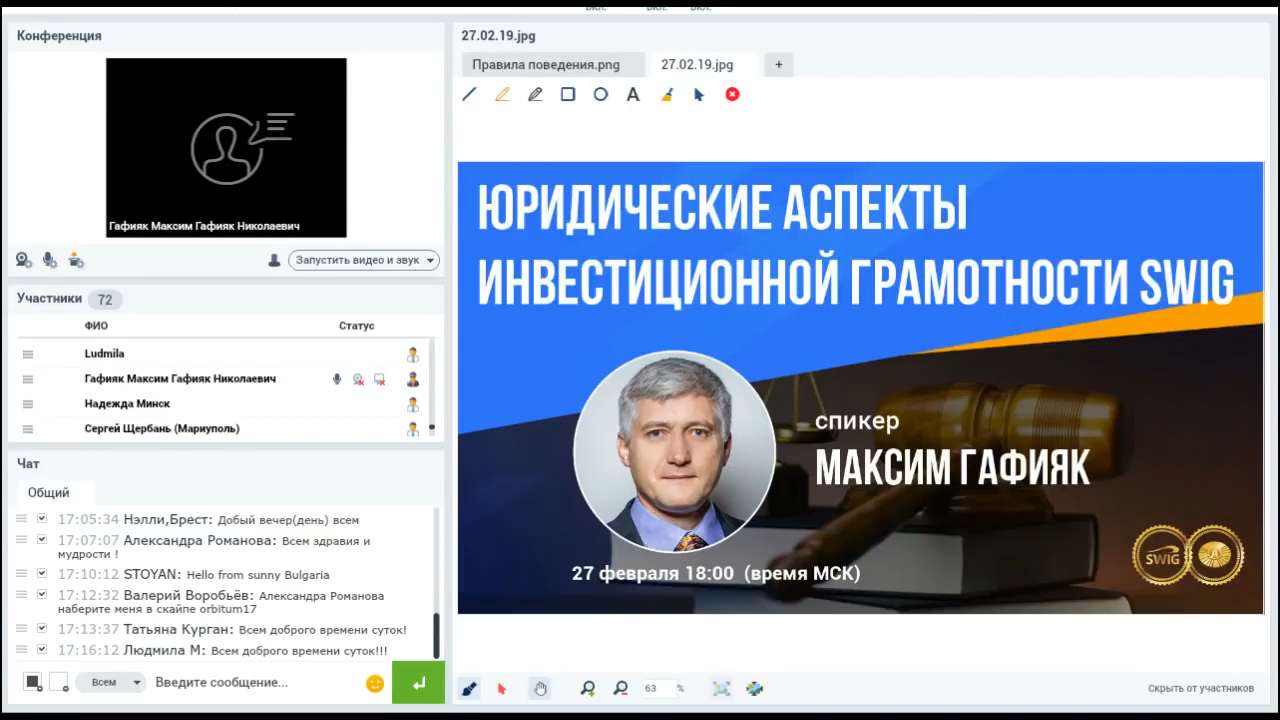 Конференция
Гафияк Максим Гафияк Николаевич
Запустить видео и звук
Участники 72
ФИО Статус
Ludmila
Гафияк Максим Гафияк Николаевич
Надежда Минск
Сергей Щербань (Мариуполь)
Чат
Общий
17:05:34 Нэлли,Брест: Добый вечер(день) всем
17:07:07 Александра Романова: Всем здравия и
мудрости !
17:10:12 STOYAN: Hello from sunny Bulgaria
17:12:32 Валерий Воробьёв: Александра Романова
наберите меня в скайпе orbitum17
17:13:37 Татьяна Курган: Всем доброго времени суток!
17:16:12 Людмила М: Всем доброго времени суток!!!
Всем Введите сообщение...
27.02.19.jpg
Правила поведения.png 27.02.19.jpg +
A
ЮРИДИЧЕСКИЕ АСПЕКТЫ
ИНВЕСТИЦИОННОЙ ГРАМОТНОСТИ SWIG
спикер
МАКСИМ ГАФИЯК
27 февраля 18:00 (время МСК)
SWIG
63 %
Скрыть от участников